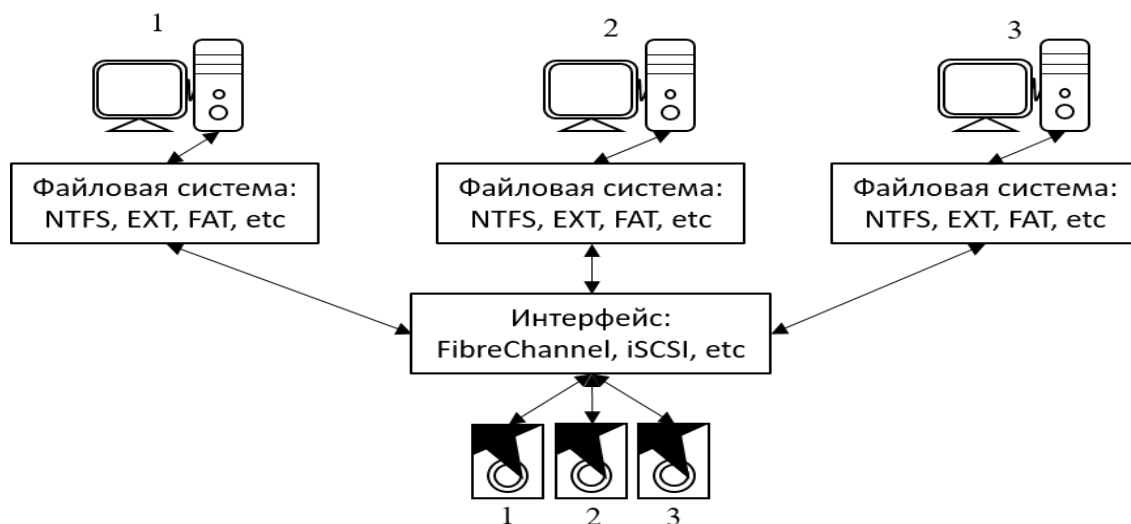 1
2
3
Файловая система:
NTFS, EXT, FAT, etc
Файловая система:
NTFS, EXT, FAT, etc
Файловая система:
NTFS, EXT, FAT, etc
Интерфейс:
FibreChannel, iSCSI, etc
1
2
3